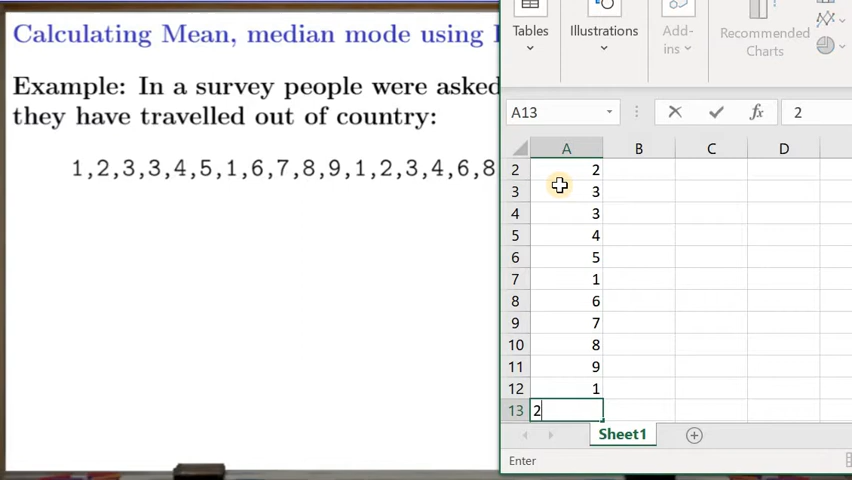 Calculating Mean, median mode using
Example: In a survey people were asked
they have travelled out of country:
1,2,3,3,4,5,1,6,7,8,9,1,2,3,4,6,8
Tables
Illustrations
Add-
ins
Recommended
Charts
A13
fx
2
A B C D
2 2
3 3
4 3
5 4
6 5
7 1
8 6
9 7
10 8
11 9
12 1
13 2
Sheet1
Enter